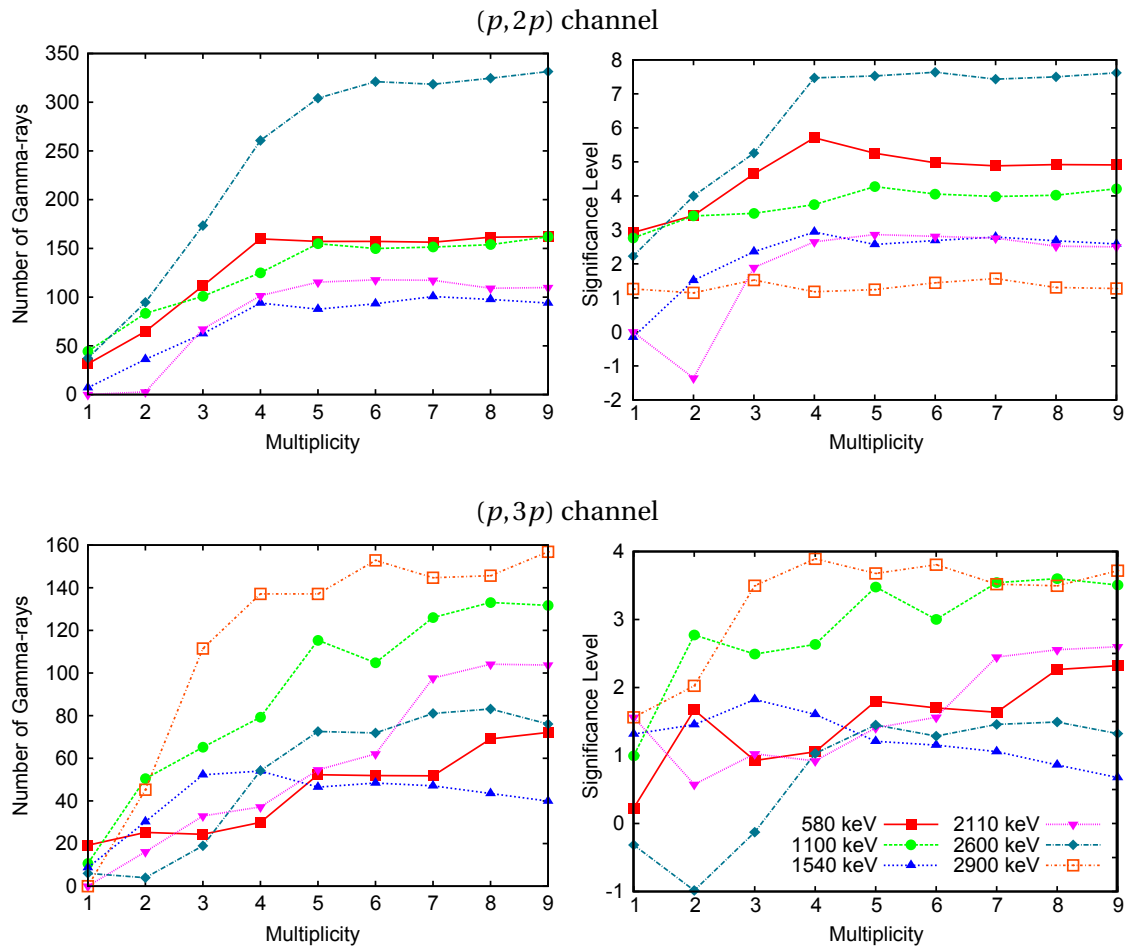 (p,2p) channel
Number of Gamma-rays
350
300
250
200
150
100
50
0
1 2 3 4 5 6 7 8 9
Multiplicity
Significance Level
8
7
6
5
4
3
2
1
0
-1
-2
1 2 3 4 5 6 7 8 9
Multiplicity
(p,3p) channel
Number of Gamma-rays
160
140
120
100
80
60
40
20
0
1 2 3 4 5 6 7 8 9
Multiplicity
Significance Level
4
3
2
1
0
-1
580 keV 2110 keV
1100 keV 2600 keV
1540 keV 2900 keV
1 2 3 4 5 6 7 8 9
Multiplicity